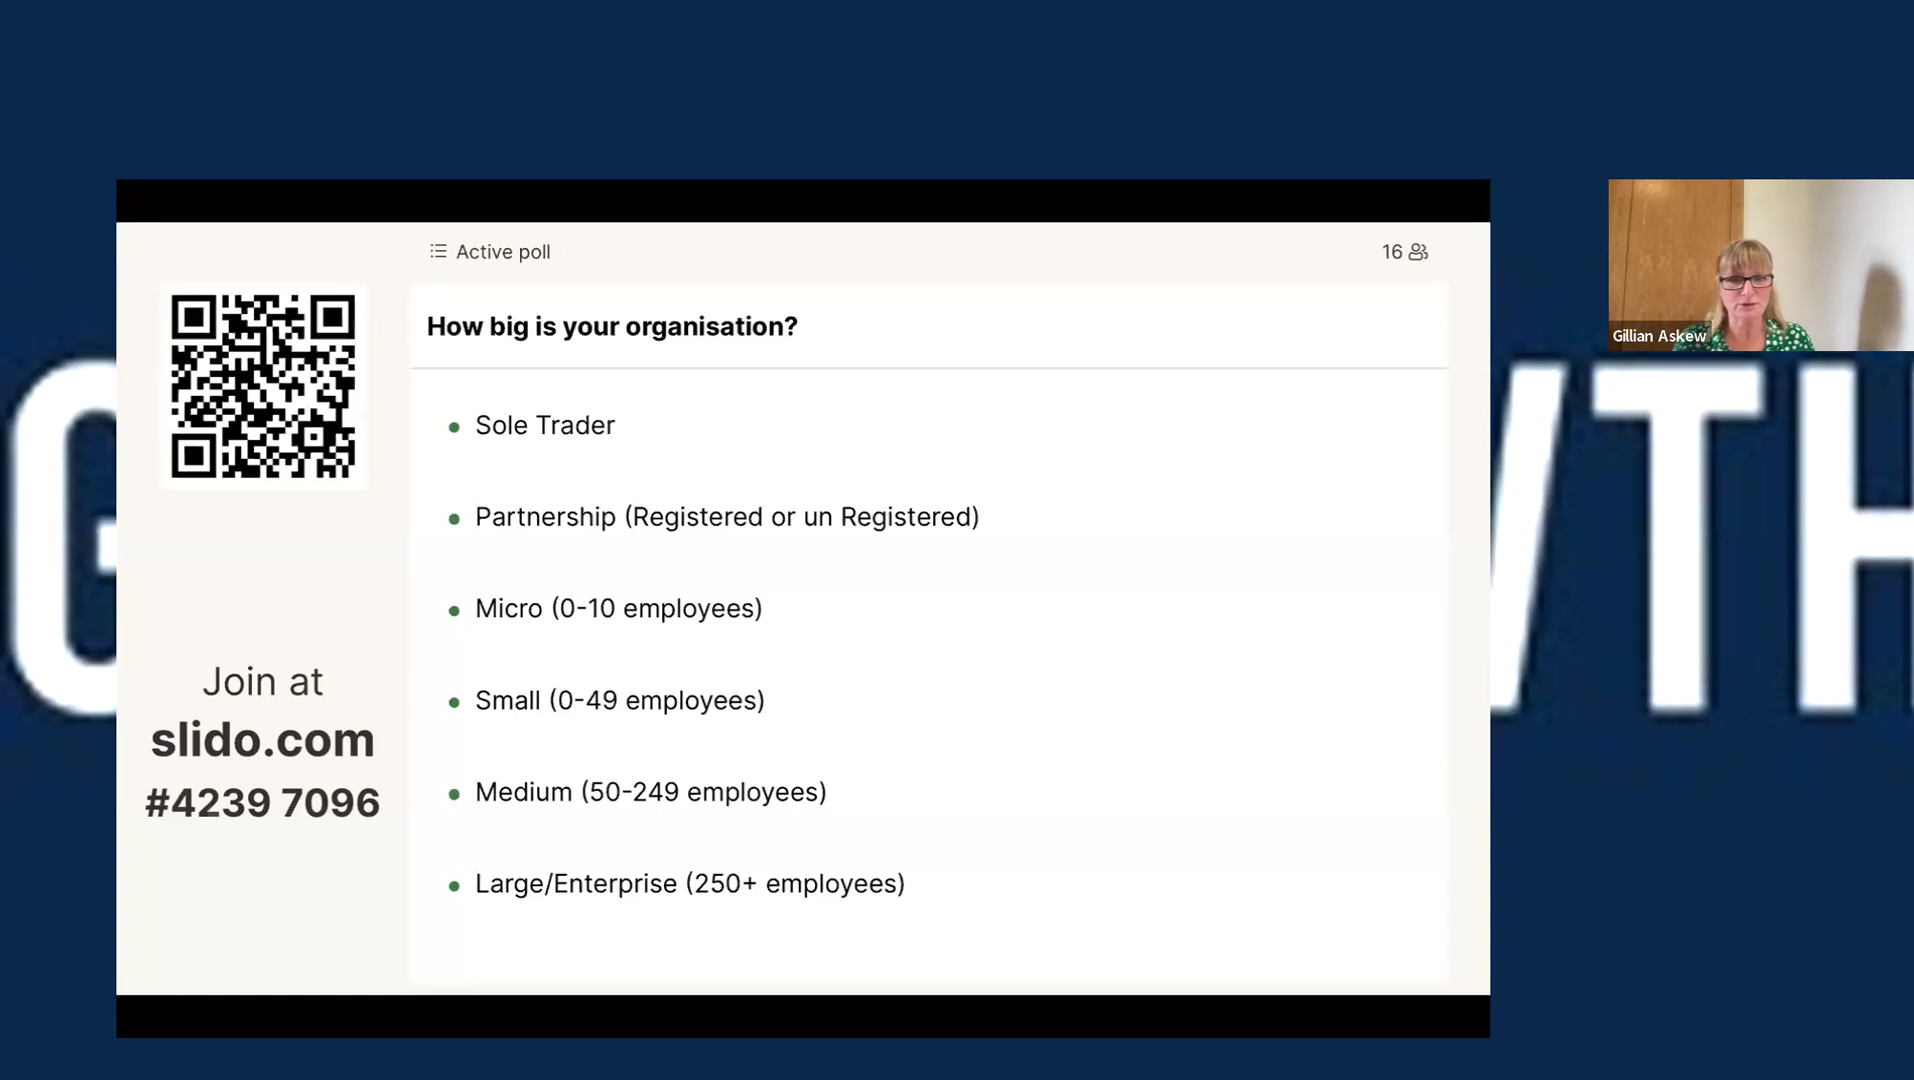 Active poll
16
How big is your organisation?
Sole Trader
Partnership (Registered or un Registered)
Micro (0-10 employees)
Small (0-49 employees)
Medium (50-249 employees)
Large/Enterprise (250+ employees)
Join at
slido.com
#4239 7096
Gillian Askew
G
WTH